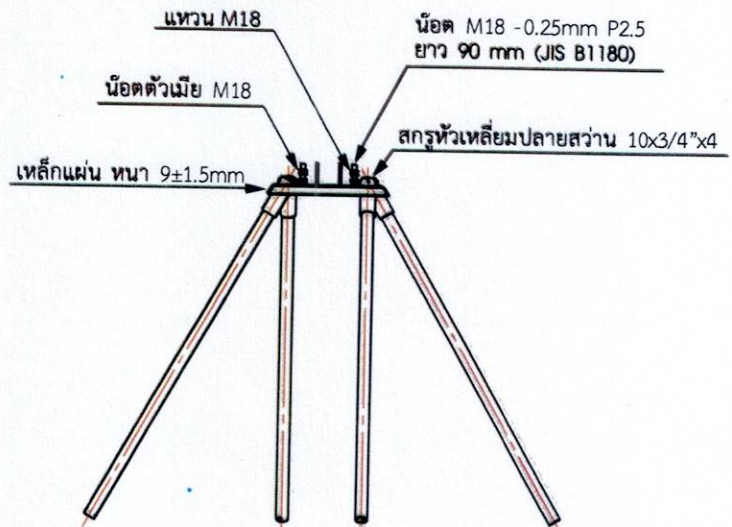 แหวน M18
น๊อต M18 -0.25mm P2.5
ยาว 90 mm (JIS B1180)
น๊อตตัวเมีย M18
สกรูหัวเหลี่ยมปลายสว่าน 10x3/4"x4
เหล็กแผ่น หนา 9±1.5mm